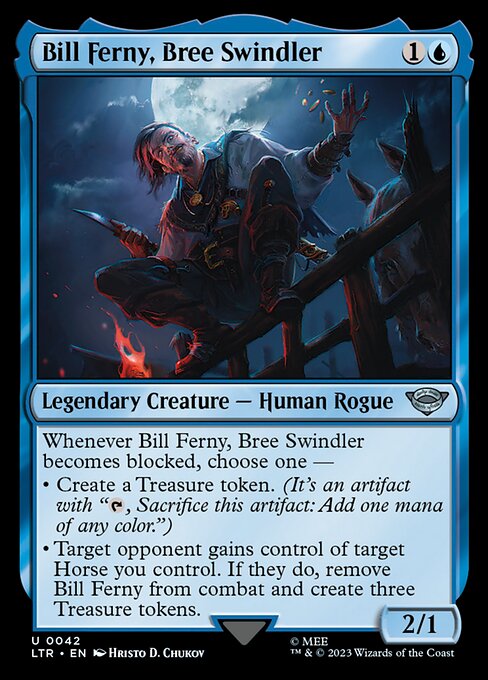 Bill Ferny, Bree Swindler 1
Legendary Creature — Human Rogue
Whenever Bill Ferny, Bree Swindler
becomes blocked, choose one —
• Create a Treasure token. (It's an artifact
with “, Sacrifice this artifact: Add one mana
of any color.”)
• Target opponent gains control of target
Horse you control. If they do, remove
Bill Ferny from combat and create three
Treasure tokens.
2/1
U 0042
LTR • EN Hristo D. Chukov
© MEE
™ & © 2023 Wizards of the Coast